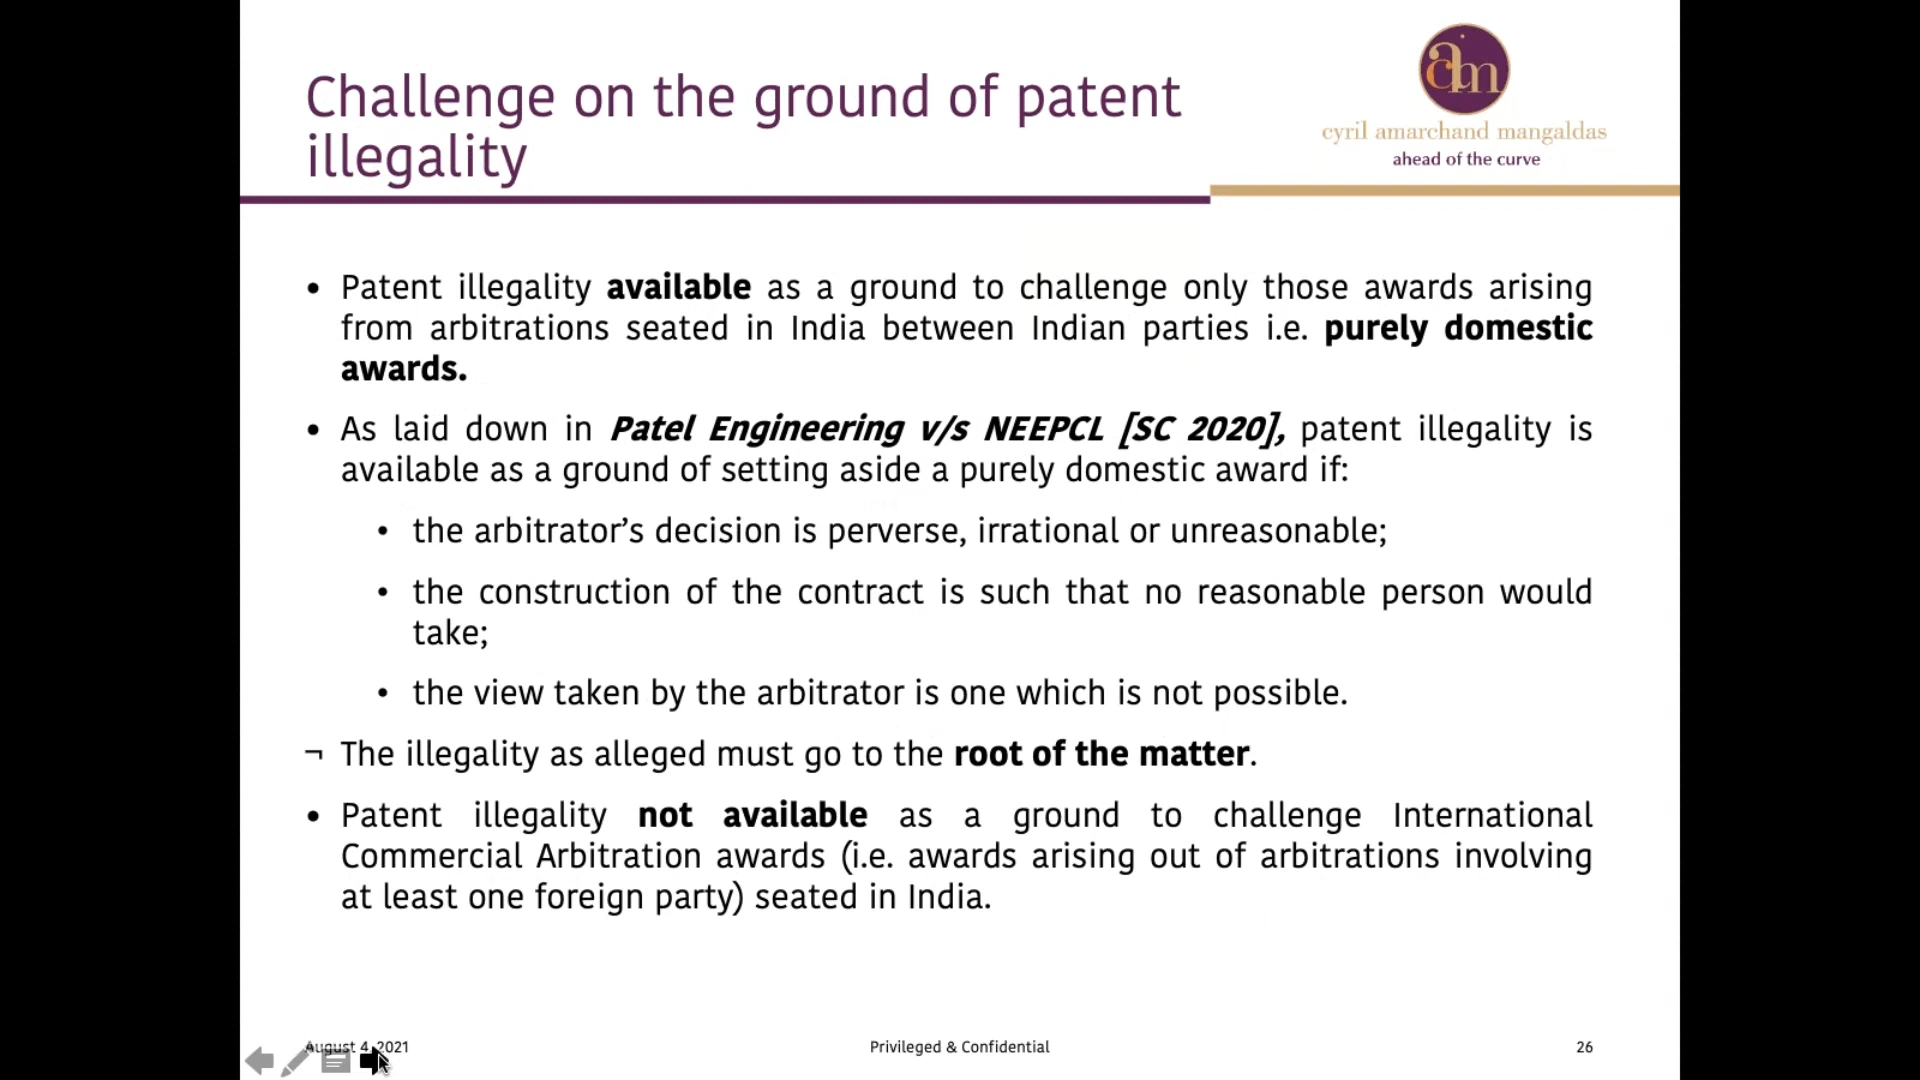 Challenge on the ground of patent
illegality
cam
cyril amarchand mangaldas
ahead of the curve
• Patent illegality available as a ground to challenge only those awards arising
from arbitrations seated in India between Indian parties i.e. purely domestic
awards.
• As laid down in Patel Engineering v/s NEEPCL [SC 2020], patent illegality is
available as a ground of setting aside a purely domestic award if:
• the arbitrator’s decision is perverse, irrational or unreasonable;
• the construction of the contract is such that no reasonable person would
take;
• the view taken by the arbitrator is one which is not possible.
¬ The illegality as alleged must go to the root of the matter.
• Patent illegality not available as a ground to challenge International
Commercial Arbitration awards (i.e. awards arising out of arbitrations involving
at least one foreign party) seated in India.
August 4, 2021
Privileged & Confidential
26